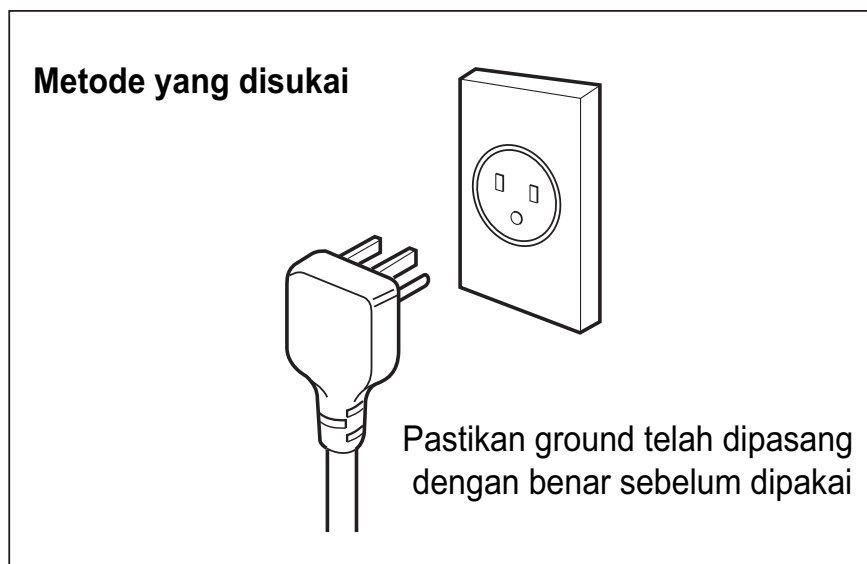 Metode yang disukai
Pastikan ground telah dipasang
dengan benar sebelum dipakai